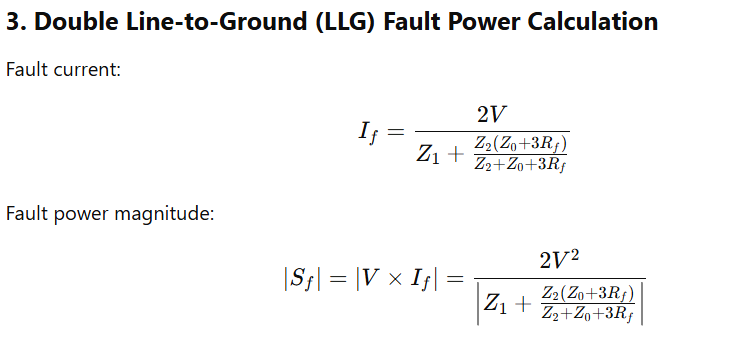 3. Double Line-to-Ground (LLG) Fault Power Calculation
Fault current:
I_f = \frac{2V}{Z_1 + \frac{Z_2(Z_0+3R_f)}{Z_2+Z_0+3R_f}}
Fault power magnitude:
|S_f| = |V × I_f| = \frac{2V^2}{\left|Z_1 + \frac{Z_2(Z_0+3R_f)}{Z_2+Z_0+3R_f}\right|}